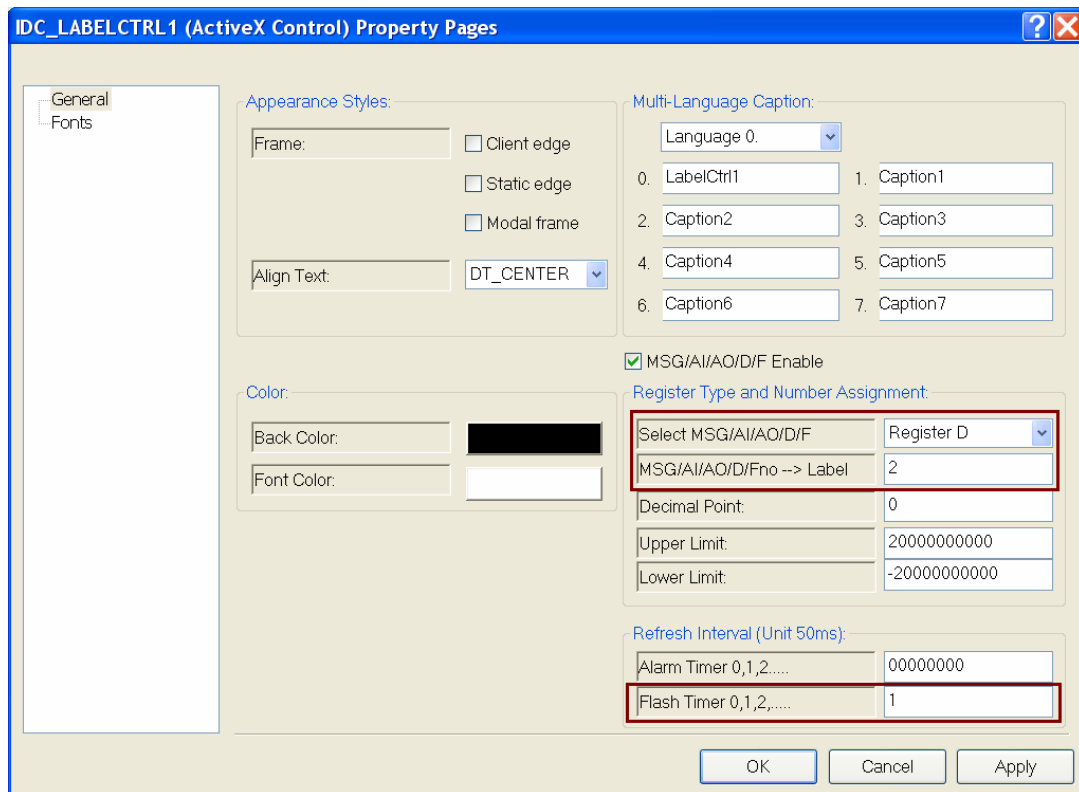 IDC_LABELCTRL1 (ActiveX Control) Property Pages
General
Fonts
Appearance Styles:
Frame:
Client edge
Static edge
Modal frame
Align Text:
DT_CENTER
Multi-Language Caption:
Language 0.
0. LabelCtrl1
1. Caption1
2. Caption2
3. Caption3
4. Caption4
5. Caption5
6. Caption6
7. Caption7
MSG/AI/AO/D/F Enable
Color:
Back Color:
Font Color:
Register Type and Number Assignment:
Select MSG/AI/AO/D/F
Register D
MSG/AI/AO/D/Fno --> Label
2
Decimal Point:
0
Upper Limit:
20000000000
Lower Limit:
-20000000000
Refresh Interval (Unit 50ms):
Alarm Timer 0,1,2.....
00000000
Flash Timer 0,1,2,.....
1
OK
Cancel
Apply